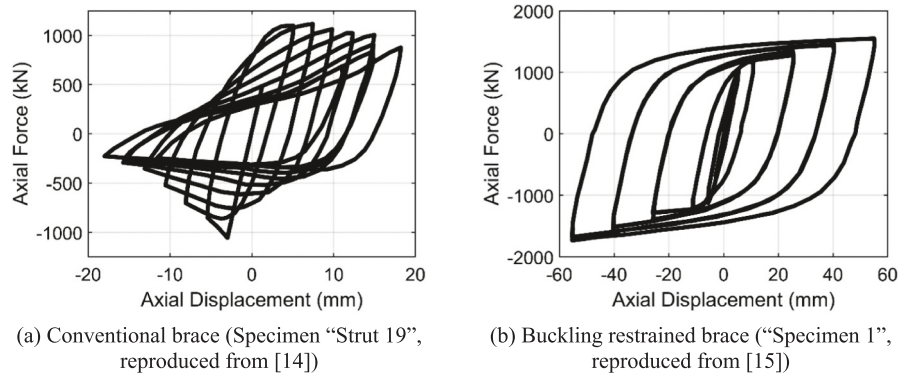 1000
500
0
-500
-1000
Axial Force (kN)
-20
-10
0
10
20
Axial Displacement (mm)
(a) Conventional brace (Specimen “Strut 19”,
reproduced from [14])
2000
1000
0
-1000
-2000
Axial Force (kN)
-60
-40
-20
0
20
40
60
Axial Displacement (mm)
(b) Buckling restrained brace (“Specimen 1”,
reproduced from [15])